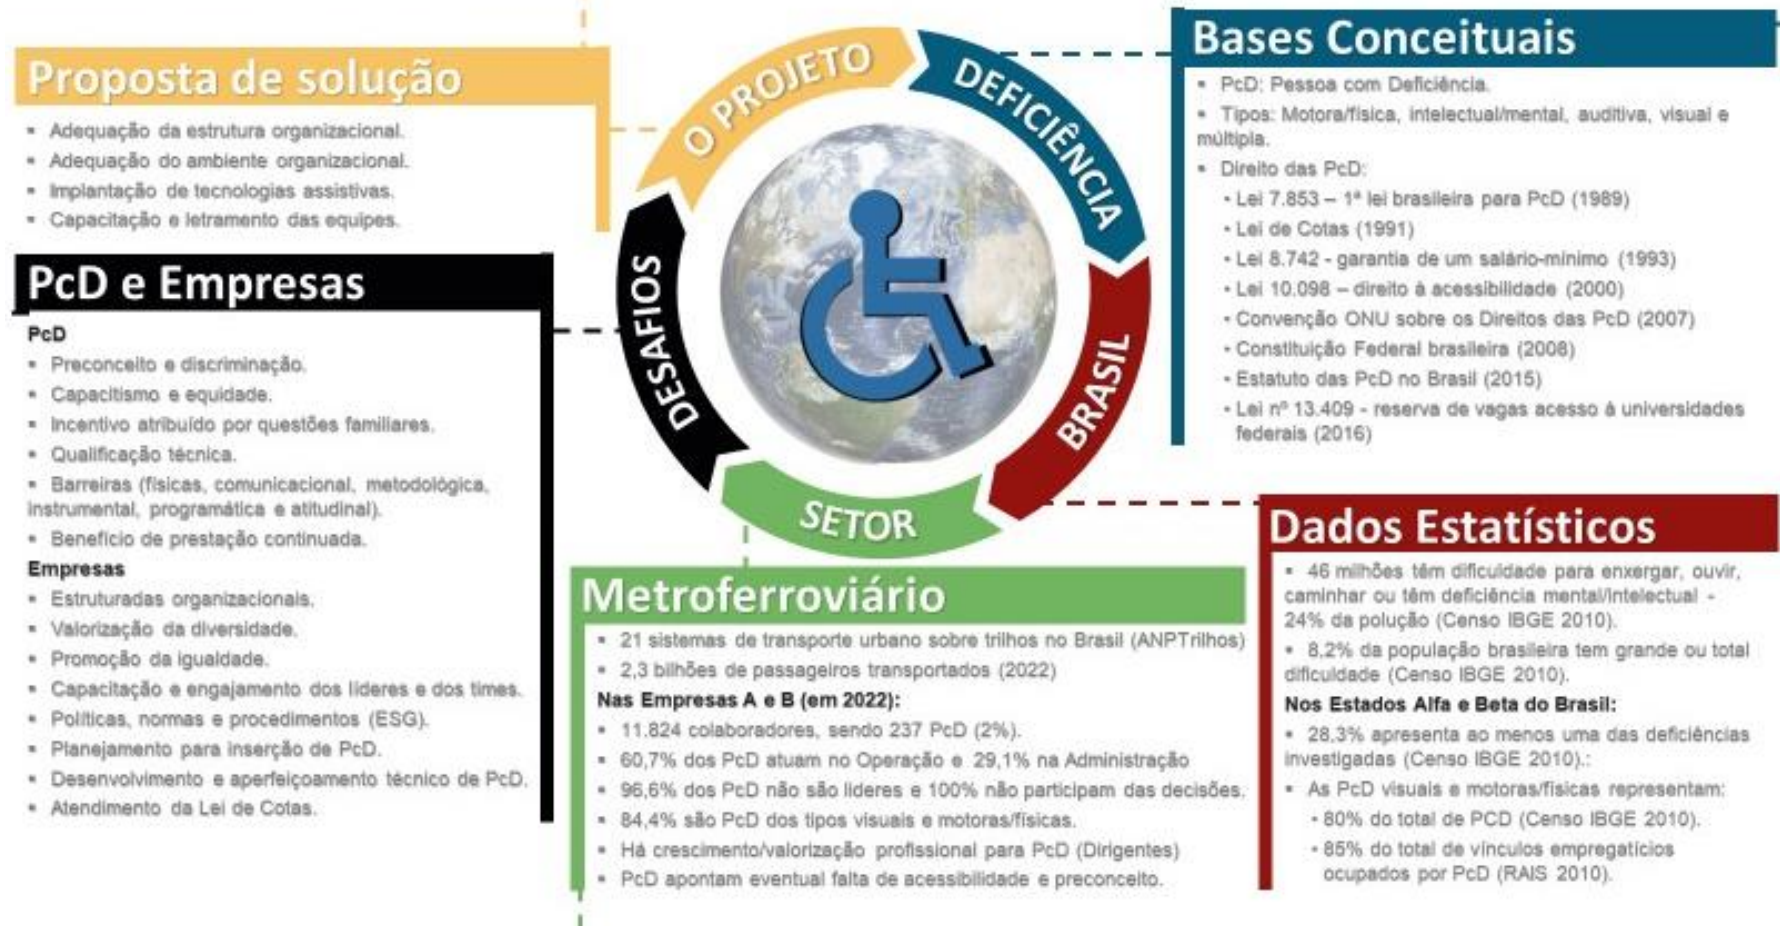 Proposta de solução
▪ Adequação da estrutura organizacional.
▪ Adequação do ambiente organizacional.
▪ Implantação de tecnologias assistivas.
▪ Capacitação e letramento das equipes.
PcD e Empresas
PcD
▪ Preconceito e discriminação.
▪ Capacitismo e equidade.
▪ Incentivo atribuído por questões familiares.
▪ Qualificação técnica.
▪ Barreiras (físicas, comunicacional, metodológica,
instrumental, programática e atitudinal).
▪ Benefício de prestação continuada.
Empresas
▪ Estruturadas organizacionais.
▪ Valorização da diversidade.
▪ Promoção da igualdade.
▪ Capacitação e engajamento dos líderes e dos times.
▪ Políticas, normas e procedimentos (ESG).
▪ Planejamento para inserção de PcD.
▪ Desenvolvimento e aperfeiçoamento técnico de PcD.
▪ Atendimento da Lei de Cotas.
O PROJETO
DEFICIÊNCIA
BRASIL
SETOR
DESAFIOS
Bases Conceituais
▪ PcD: Pessoa com Deficiência.
▪ Tipos: Motora/física, intelectual/mental, auditiva, visual e
múltipla.
▪ Direito das PcD:
• Lei 7.853 – 1ª lei brasileira para PcD (1989)
• Lei de Cotas (1991)
• Lei 8.742 - garantia de um salário-mínimo (1993)
• Lei 10.098 – direito à acessibilidade (2000)
• Convenção ONU sobre os Direitos das PcD (2007)
• Constituição Federal brasileira (2008)
• Estatuto das PcD no Brasil (2015)
• Lei nº 13.409 - reserva de vagas acesso à universidades
federais (2016)
Dados Estatísticos
▪ 46 milhões têm dificuldade para enxergar, ouvir,
caminhar ou têm deficiência mental/intelectual -
24% da polução (Censo IBGE 2010).
▪ 8,2% da população brasileira tem grande ou total
dificuldade (Censo IBGE 2010).
Nos Estados Alfa e Beta do Brasil:
▪ 28,3% apresenta ao menos uma das deficiências
investigadas (Censo IBGE 2010).:
▪ As PcD visuais e motoras/físicas representam:
• 80% do total de PCD (Censo IBGE 2010).
• 85% do total de vínculos empregatícios
ocupados por PcD (RAIS 2010).
Metroferroviário
▪ 21 sistemas de transporte urbano sobre trilhos no Brasil (ANPTrilhos)
▪ 2,3 bilhões de passageiros transportados (2022)
Nas Empresas A e B (em 2022):
▪ 11.824 colaboradores, sendo 237 PcD (2%).
▪ 60,7% dos PcD atuam no Operação e 29,1% na Administração
▪ 96,6% dos PcD não são lideres e 100% não participam das decisões.
▪ 84,4% são PcD dos tipos visuais e motoras/físicas.
▪ Há crescimento/valorização profissional para PcD (Dirigentes)
▪ PcD apontam eventual falta de acessibilidade e preconceito.